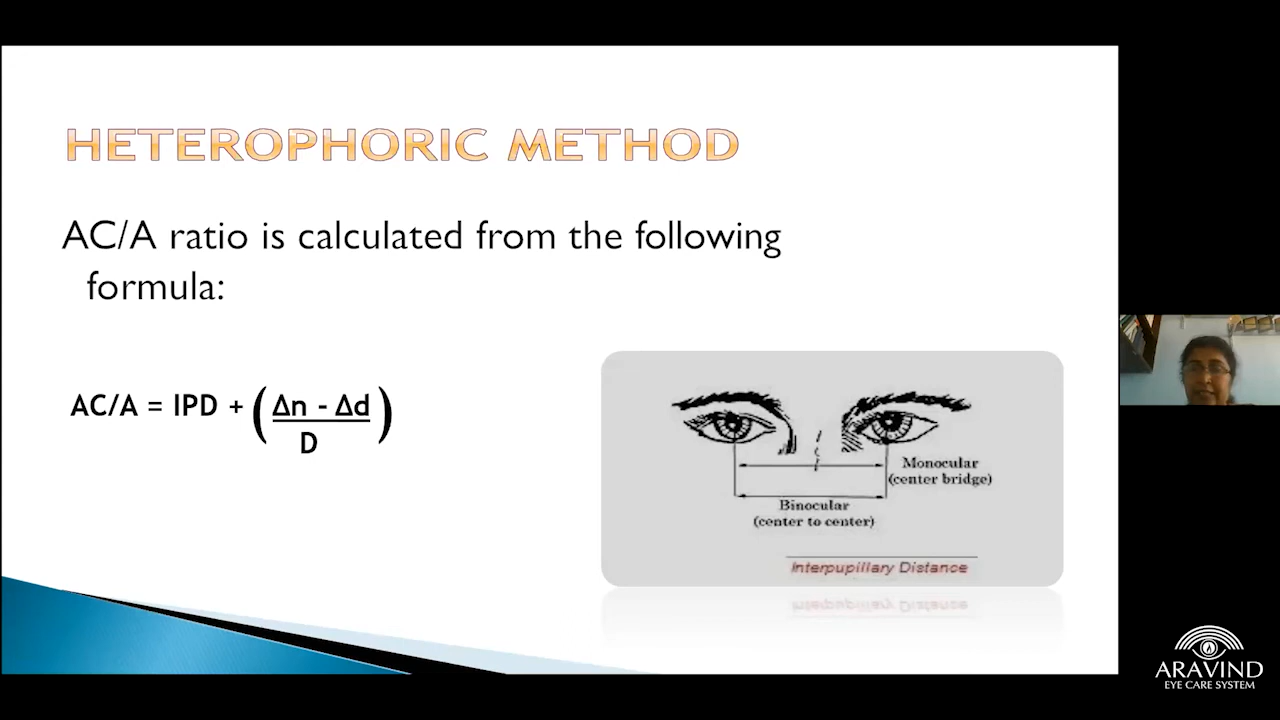 HETEROPHORIC METHOD
AC/A ratio is calculated from the following
formula:
AC/A = IPD + (Δn - Δd)
D
Monocular
(center bridge)
Binocular
(center to center)
Interpupillary Distance
ARAVIND
EYE CARE SYSTEM